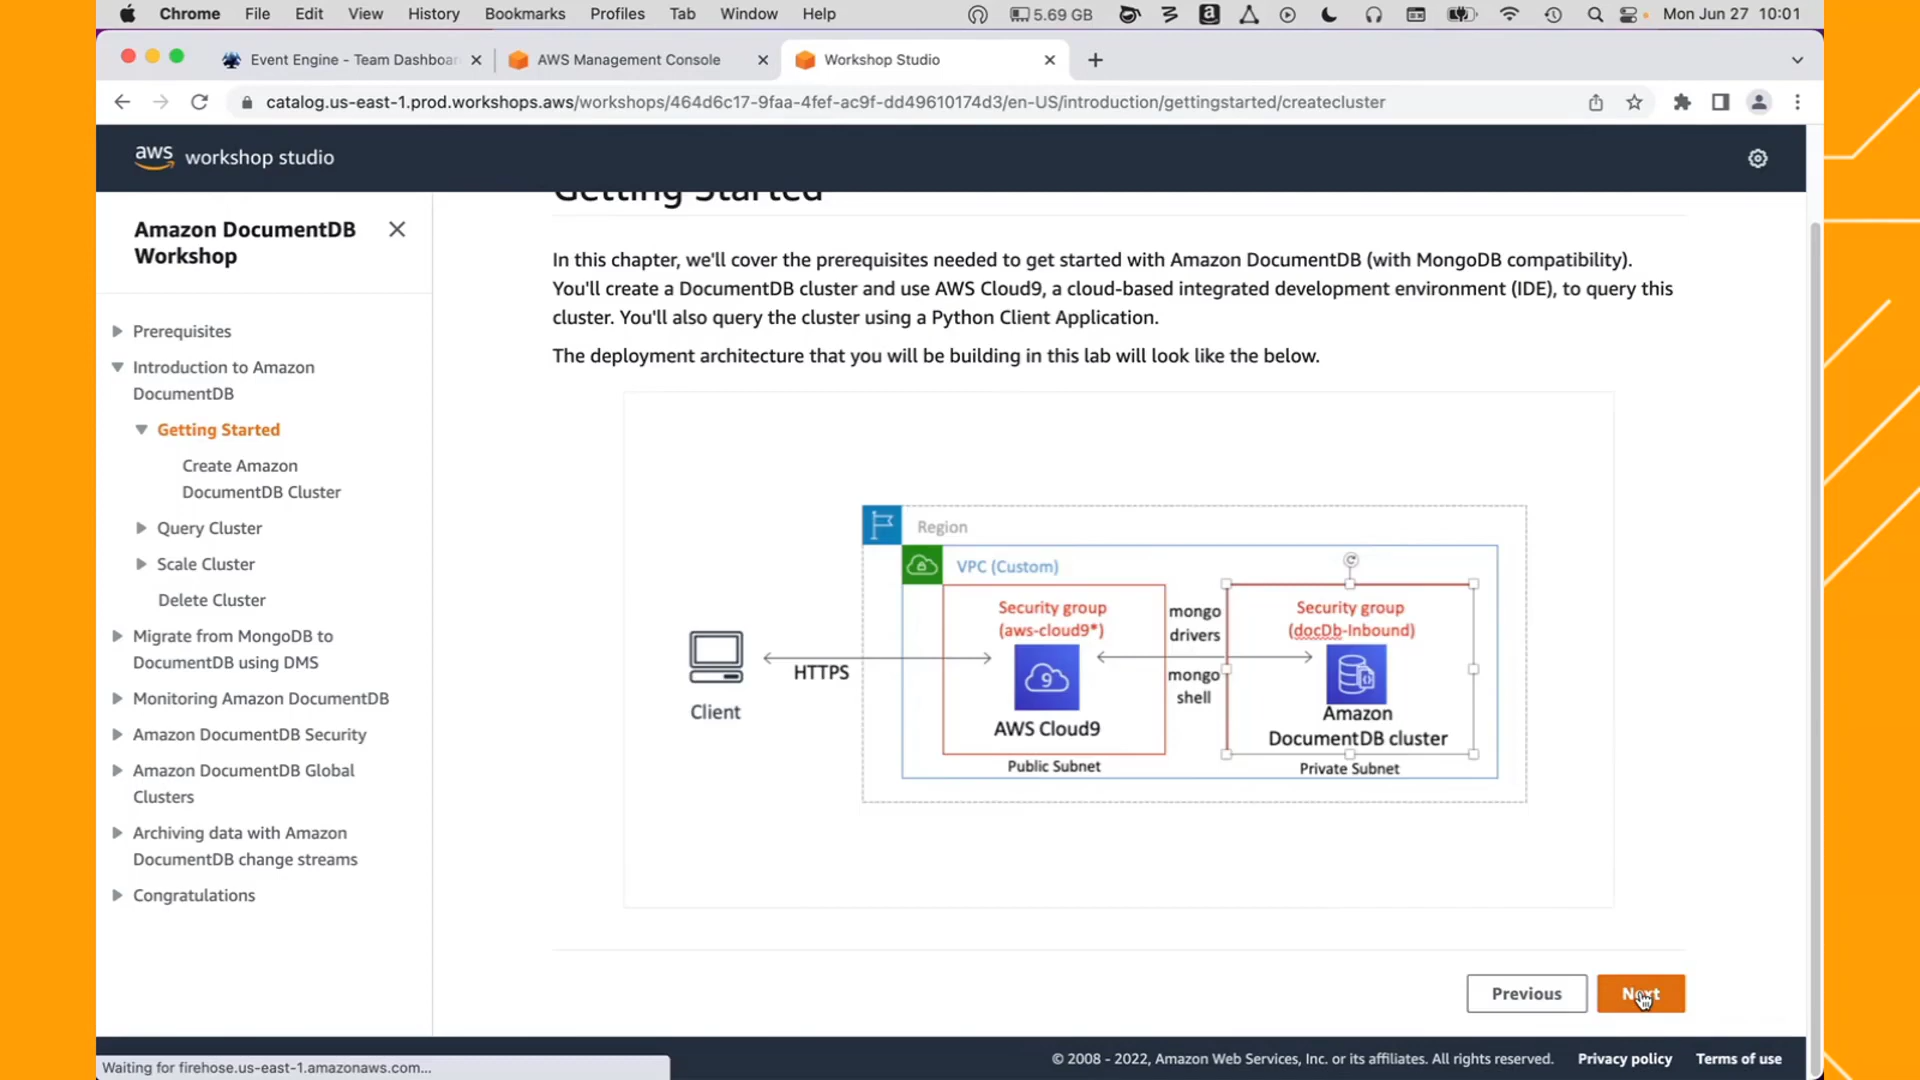 Chrome File Edit View History Bookmarks Profiles Tab Window Help 5.69 GB Mon Jun 27 10:01
Event Engine - Team Dashboar
AWS Management Console
Workshop Studio
catalog.us-east-1.prod.workshops.aws/workshops/464d6c17-9faa-4fef-ac9f-dd49610174d3/en-US/introduction/gettingstarted/createcluster
aws workshop studio
Amazon DocumentDB
Workshop
Prerequisites
Introduction to Amazon
DocumentDB
Getting Started
Create Amazon
DocumentDB Cluster
Query Cluster
Scale Cluster
Delete Cluster
Migrate from MongoDB to
DocumentDB using DMS
Monitoring Amazon DocumentDB
Amazon DocumentDB Security
Amazon DocumentDB Global
Clusters
Archiving data with Amazon
DocumentDB change streams
Congratulations
Getting Started
In this chapter, we'll cover the prerequisites needed to get started with Amazon DocumentDB (with MongoDB compatibility).
You'll create a DocumentDB cluster and use AWS Cloud9, a cloud-based integrated development environment (IDE), to query this
cluster. You'll also query the cluster using a Python Client Application.
The deployment architecture that you will be building in this lab will look like the below.
Region
VPC (Custom)
Client
HTTPS
Security group
(aws-cloud9*)
9
AWS Cloud9
Public Subnet
mongo
drivers
mongo
shell
Security group
(docDb-Inbound)
Amazon
DocumentDB cluster
Private Subnet
Previous
Next
Waiting for firehose.us-east-1.amazonaws.com...
© 2008 - 2022, Amazon Web Services, Inc. or its affiliates. All rights reserved. Privacy policy Terms of use